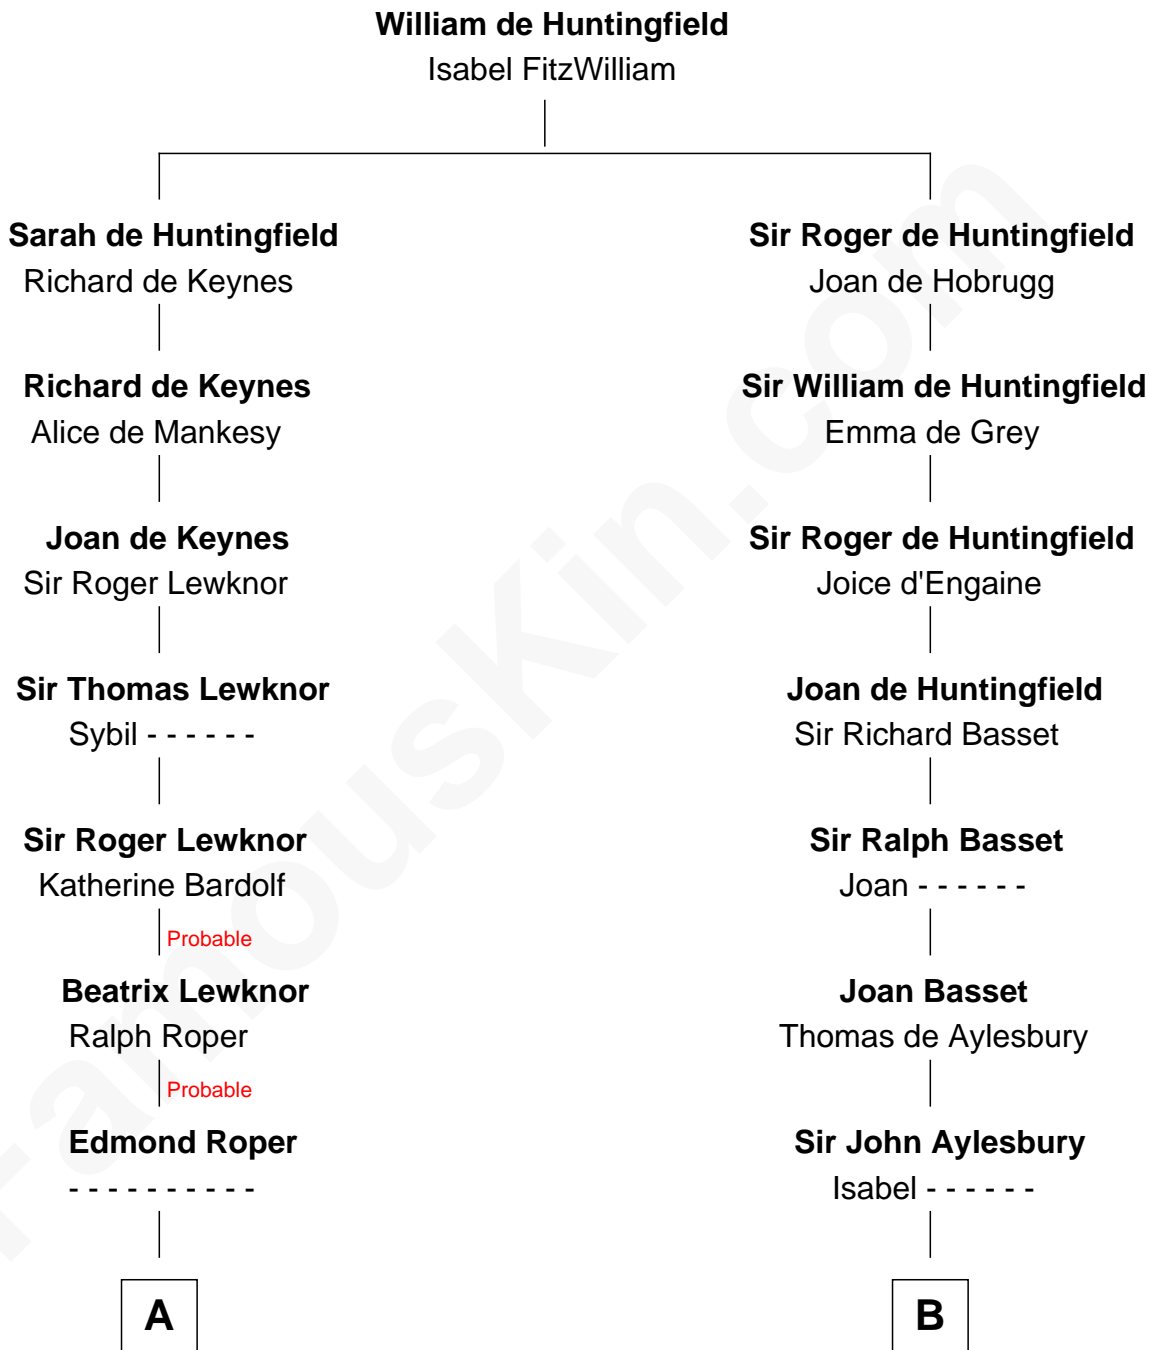 William de Huntingfield
Isabel FitzWilliam
Sarah de Huntingfield
Richard de Keynes
Sir Roger de Huntingfield
Joan de Hobrugg
Richard de Keynes
Alice de Mankesy
Sir William de Huntingfield
Emma de Grey
Joan de Keynes
Sir Roger Lewknor
Sir Roger de Huntingfield
Joice d'Engaine
Sir Thomas Lewknor
Sybil - - - - - -
Joan de Huntingfield
Sir Richard Basset
Sir Roger Lewknor
Katherine Bardolf
Sir Ralph Basset
Joan - - - - - -
Probable
Beatrix Lewknor
Ralph Roper
Joan Basset
Thomas de Aylesbury
Probable
Edmond Roper
- - - - - - - - - -
Sir John Aylesbury
Isabel - - - - - -
A
B
FamousKin.com